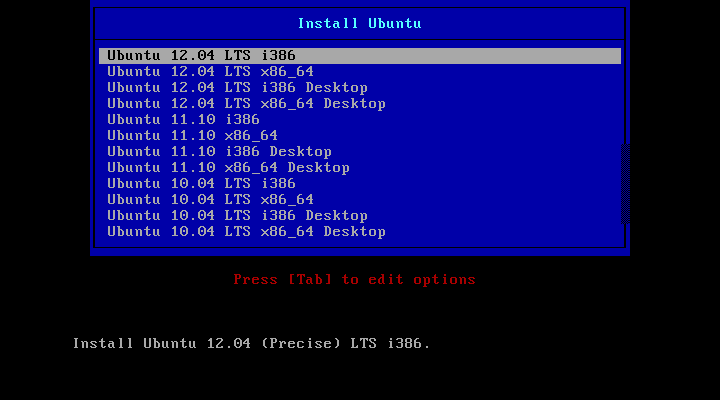 Install Ubuntu
Ubuntu 12.04 LTS i386
Ubuntu 12.04 LTS x86_64
Ubuntu 12.04 LTS i386 Desktop
Ubuntu 12.04 LTS x86_64 Desktop
Ubuntu 11.10 i386
Ubuntu 11.10 x86_64
Ubuntu 11.10 i386 Desktop
Ubuntu 11.10 x86_64 Desktop
Ubuntu 10.04 LTS i386
Ubuntu 10.04 LTS x86_64
Ubuntu 10.04 LTS i386 Desktop
Ubuntu 10.04 LTS x86_64 Desktop
Press [Tab] to edit options
Install Ubuntu 12.04 (Precise) LTS i386.